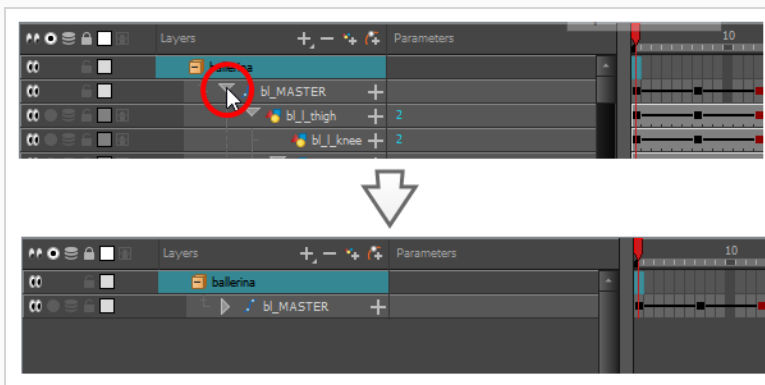 Layers Parameters 10
ballerina
bl_MASTER
bl_l_thigh 2
bl_l_knee 2
Layers Parameters 10
ballerina
bl_MASTER